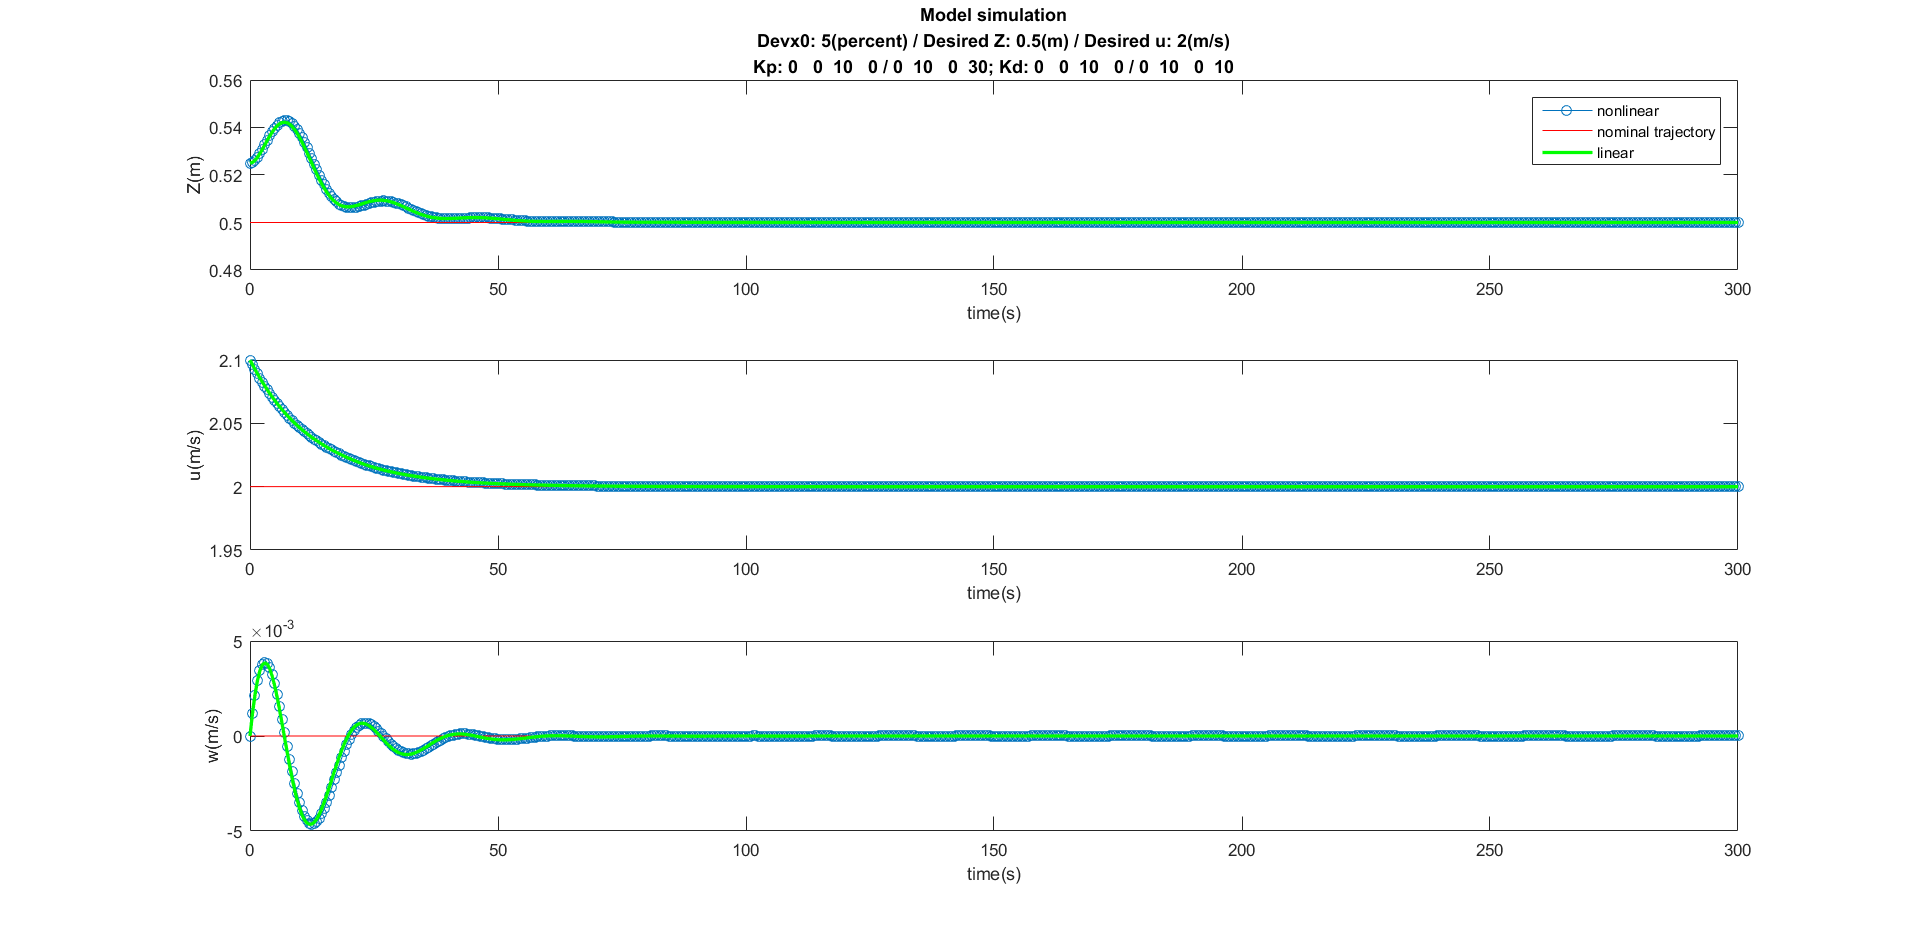 Model simulation
Devx0: 5(percent) / Desired Z: 0.5(m) / Desired u: 2(m/s)
Kp: 0   0  10   0 / 0  10   0  30; Kd: 0   0  10   0 / 0  10   0  10
0.56
0.54
0.52
0.5
0.48
Z(m)
nonlinear
nominal trajectory
linear
0 50 100 150 200 250 300
time(s)
2.1
2.05
2
1.95
u(m/s)
0 50 100 150 200 250 300
time(s)
×10-3
5
0
-5
w(m/s)
0 50 100 150 200 250 300
time(s)